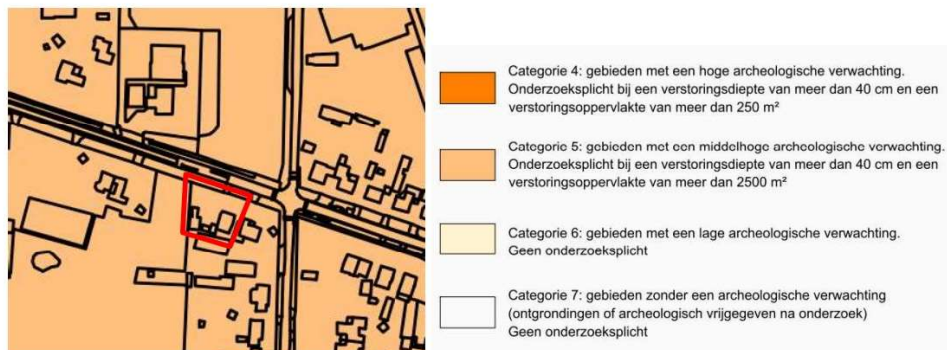 Categorie 4: gebieden met een hoge archeologische verwachting.
Onderzoeksplicht bij een verstoringsdiepte van meer dan 40 cm en een
verstoringsoppervlakte van meer dan 250 m²
Categorie 5: gebieden met een middelhoge archeologische verwachting.
Onderzoeksplicht bij een verstoringsdiepte van meer dan 40 cm en een
verstoringsoppervlakte van meer dan 2500 m²
Categorie 6: gebieden met een lage archeologische verwachting.
Geen onderzoeksplicht
Categorie 7: gebieden zonder een archeologische verwachting
(ontgrondingen of archeologisch vrijgegeven na onderzoek)
Geen onderzoeksplicht